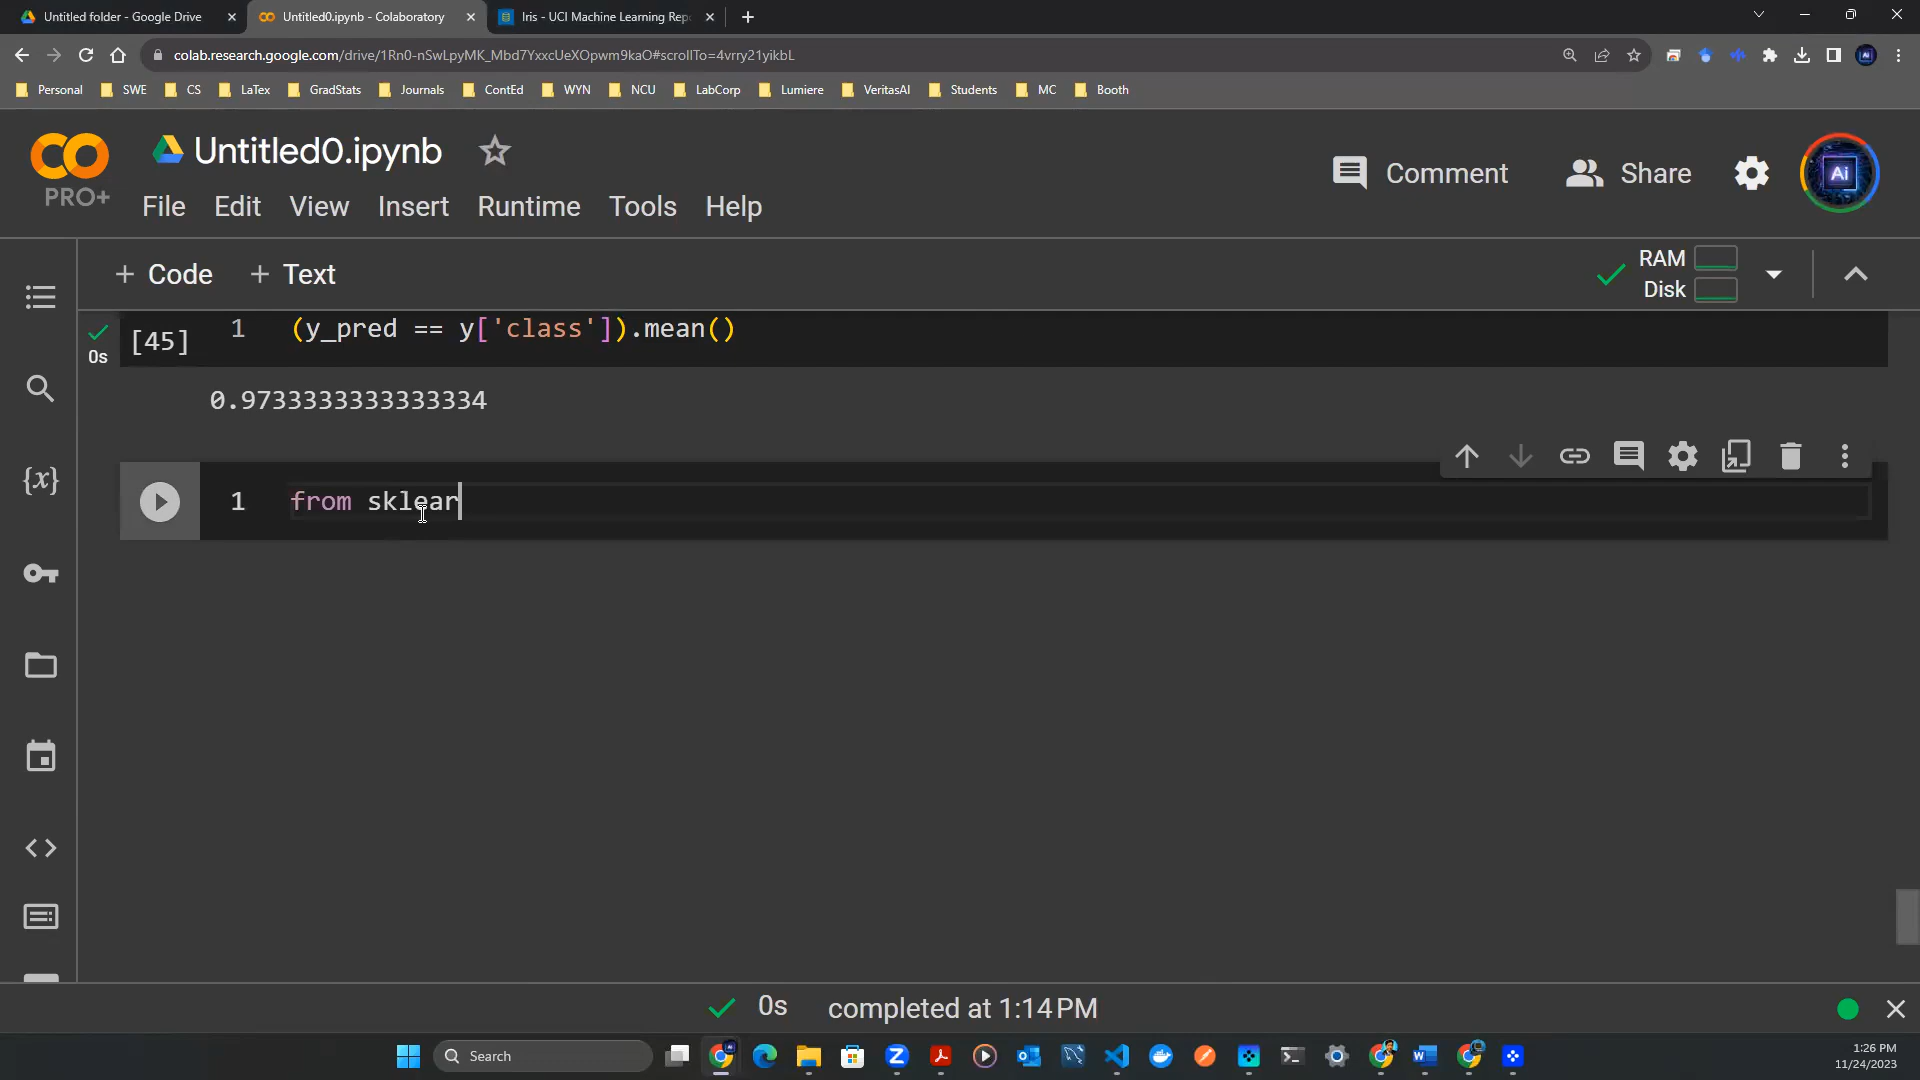 Untitled folder - Google Drive
Untitled0.ipynb - Colaboratory
Iris - UCI Machine Learning Rep
colab.research.google.com/drive/1Rn0-nSwLpyMK_Mbd7YxxcUeXOpwm9kaO#scrollTo=4vrry21yikbL
Personal SWE CS LaTex GradStats Journals ContEd WYN NCU LabCorp Lumiere VeritasAI Students MC Booth
CO
PRO+
Untitled0.ipynb
Comment
Share
Ai
File Edit View Insert Runtime Tools Help
+ Code + Text
RAM
Disk
[45]
0s
1 (y_pred == y['class']).mean()
0.9733333333333334
{x}
1 from sklear
0s completed at 1:14 PM
Search
1:26 PM
11/24/2023